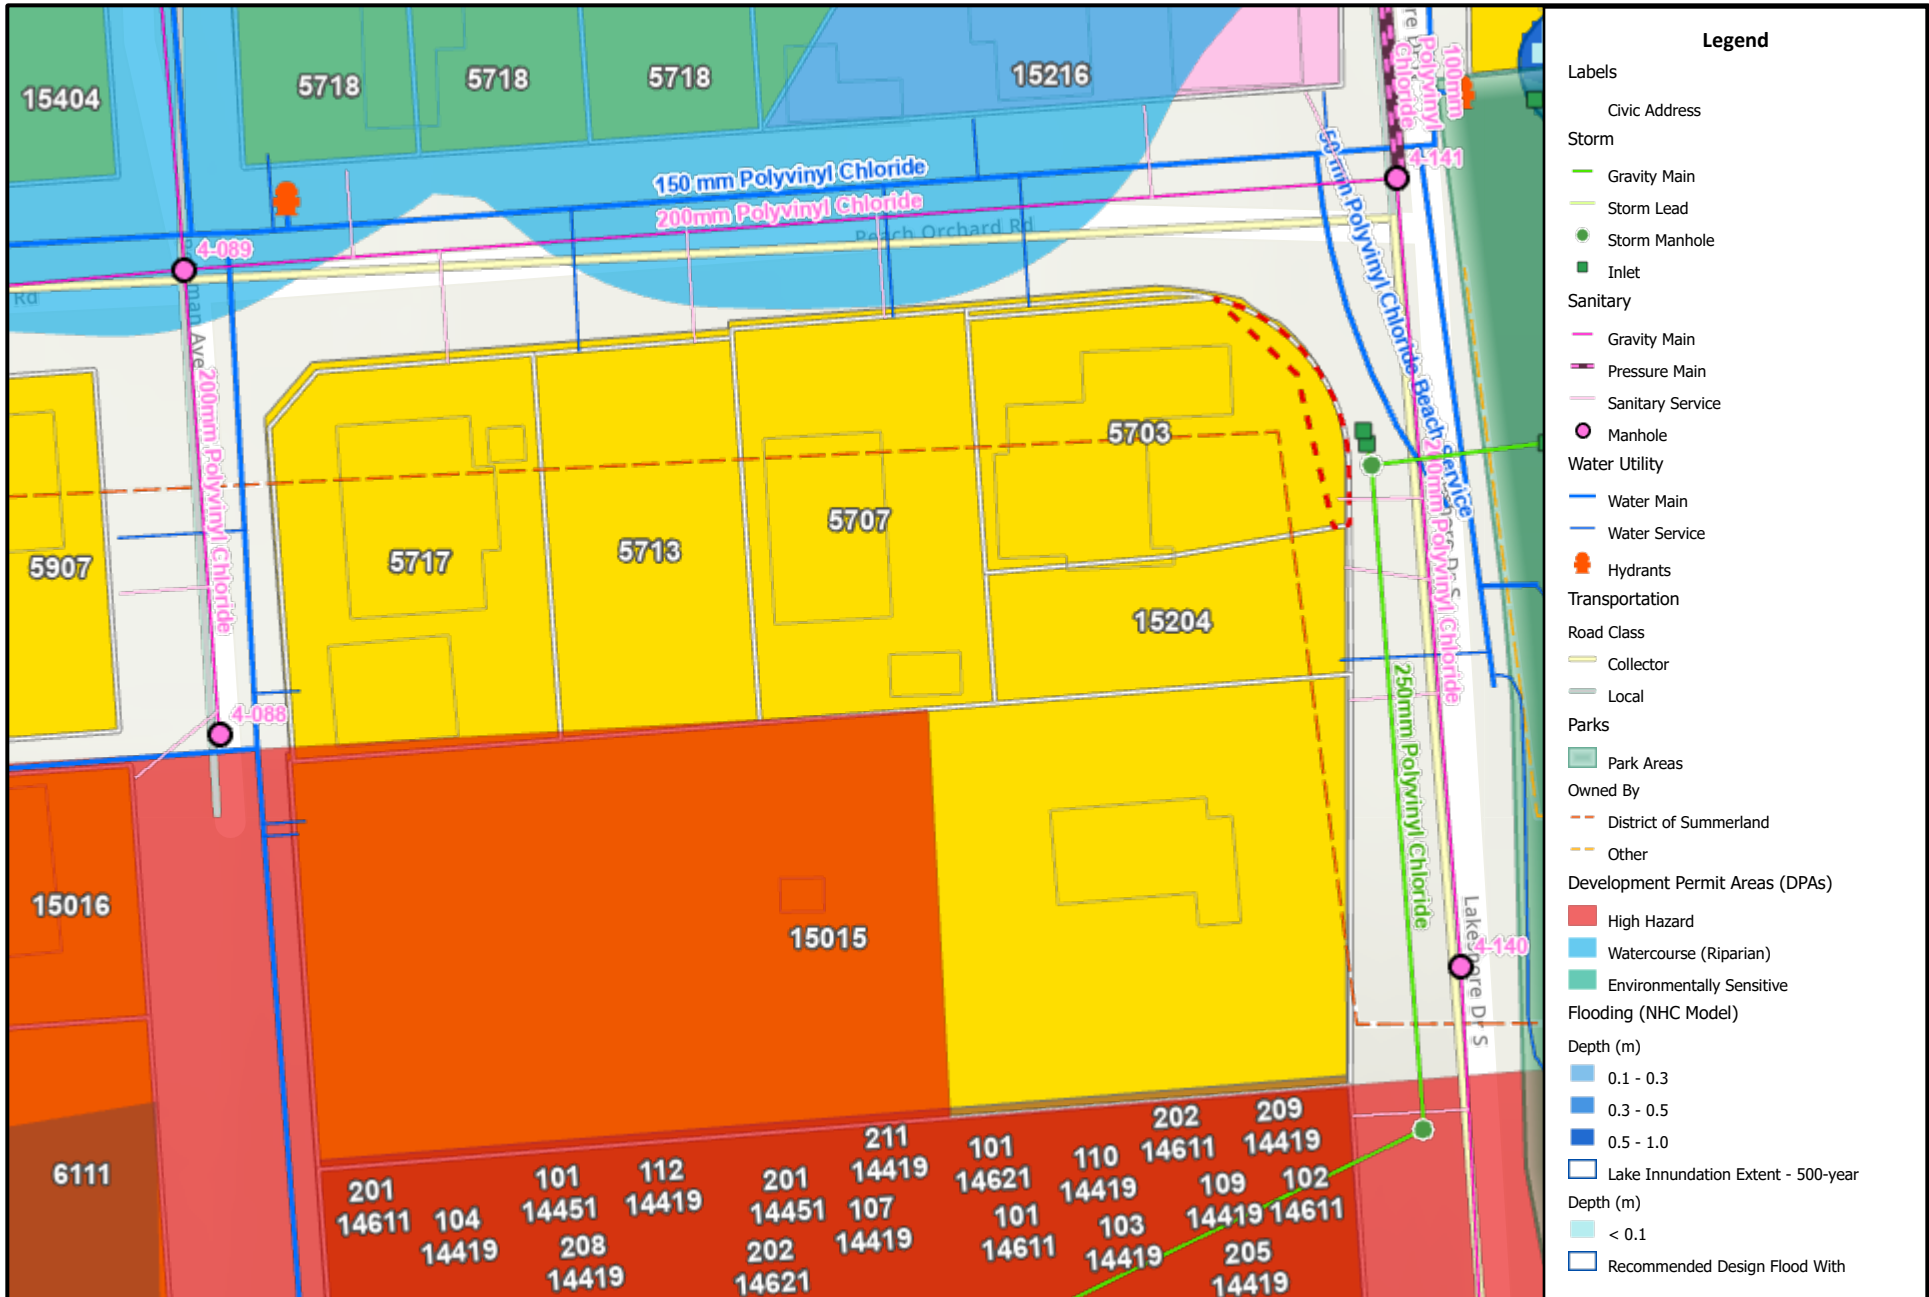 15404
5718
5718
5718
15216
100mm
Polyvinyl
Chloride
4-141
150 mm Polyvinyl Chloride
200mm Polyvinyl Chloride
Peach Orchard Rd
50 mm Polyvinyl Chloride Beach Service
4-089
Rd
man Ave
200mm Polyvinyl Chloride
5703
5707
5713
5717
5907
15204
200mm Polyvinyl Chloride
250mm Polyvinyl Chloride
4-088
15016
15015
4-140
Lakeshore Dr S
6111
201
14611
104
14419
101
14451
208
14419
112
14419
201
14451
202
14621
211
14419
107
14419
101
14621
101
14611
110
14419
103
14419
202
14611
109
14419
209
14419
102
14611
205
14419
Legend
Labels
Civic Address
Storm
Gravity Main
Storm Lead
Storm Manhole
Inlet
Sanitary
Gravity Main
Pressure Main
Sanitary Service
Manhole
Water Utility
Water Main
Water Service
Hydrants
Transportation
Road Class
Collector
Local
Parks
Park Areas
Owned By
District of Summerland
Other
Development Permit Areas (DPAs)
High Hazard
Watercourse (Riparian)
Environmentally Sensitive
Flooding (NHC Model)
Depth (m)
0.1 - 0.3
0.3 - 0.5
0.5 - 1.0
Lake Innundation Extent - 500-year
Depth (m)
< 0.1
Recommended Design Flood With